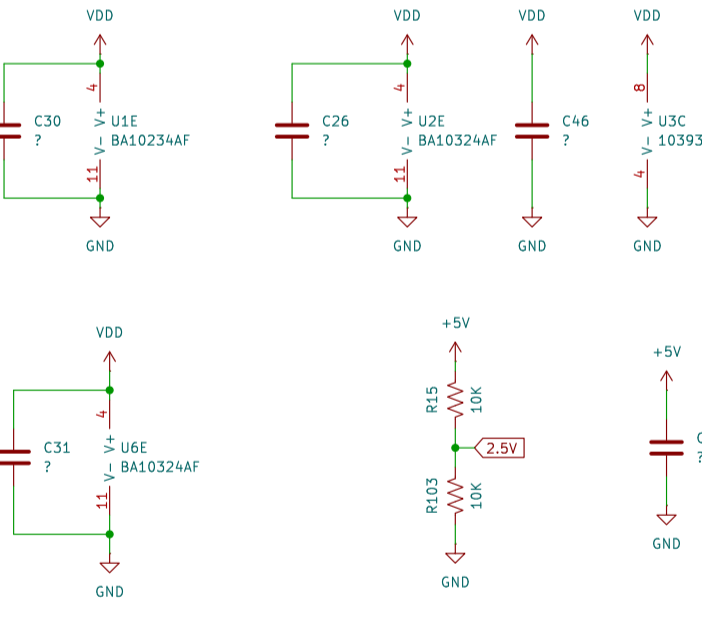 VDD
VDD
VDD
VDD
4
C30
?
V+
V-
U1E
BA10234AF
11
GND
4
C26
?
V+
V-
U2E
BA10324AF
11
GND
C46
?
GND
8
V+
V-
U3C
10393
4
GND
VDD
4
C31
?
V+
V-
U6E
BA10324AF
11
GND
+5V
R15
10K
2.5V
R103
10K
GND
+5V
?
GND